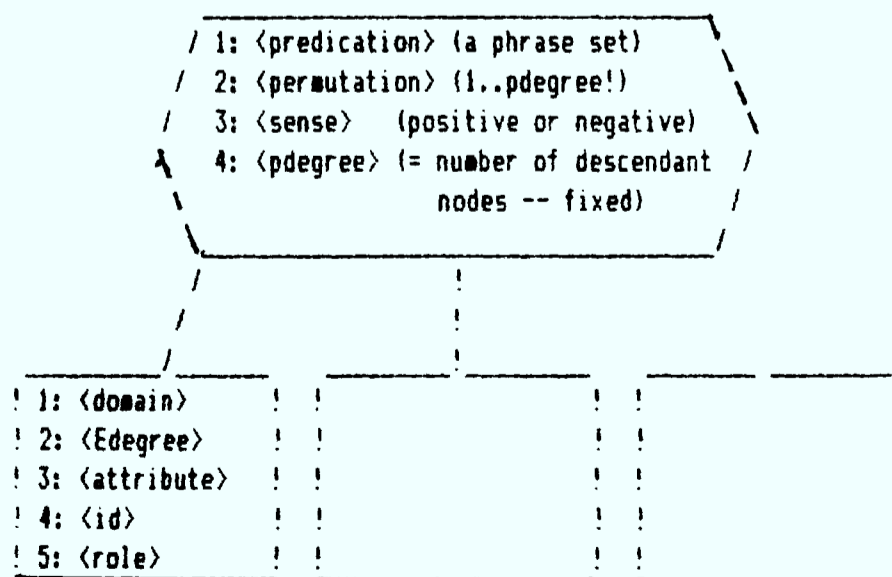 1: <predication> (a phrase set)
2: <permutation> (1..pdegree!)
3: <sense> (positive or negative)
4: <pdegree> (= number of descendant
nodes -- fixed)
1: <domain>
2: <Edegree>
3: <attribute>
4: <id>
5: <role>